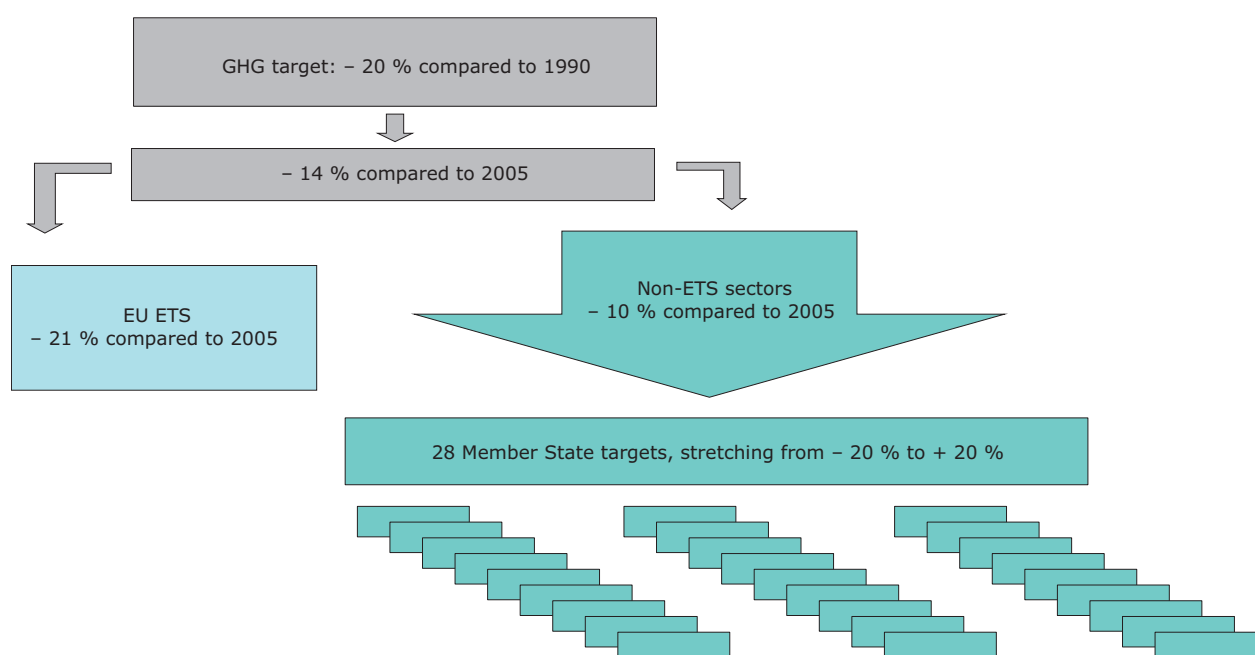 GHG target: – 20 % compared to 1990
– 14 % compared to 2005
EU ETS
– 21 % compared to 2005
Non-ETS sectors
– 10 % compared to 2005
28 Member State targets, stretching from – 20 % to + 20 %